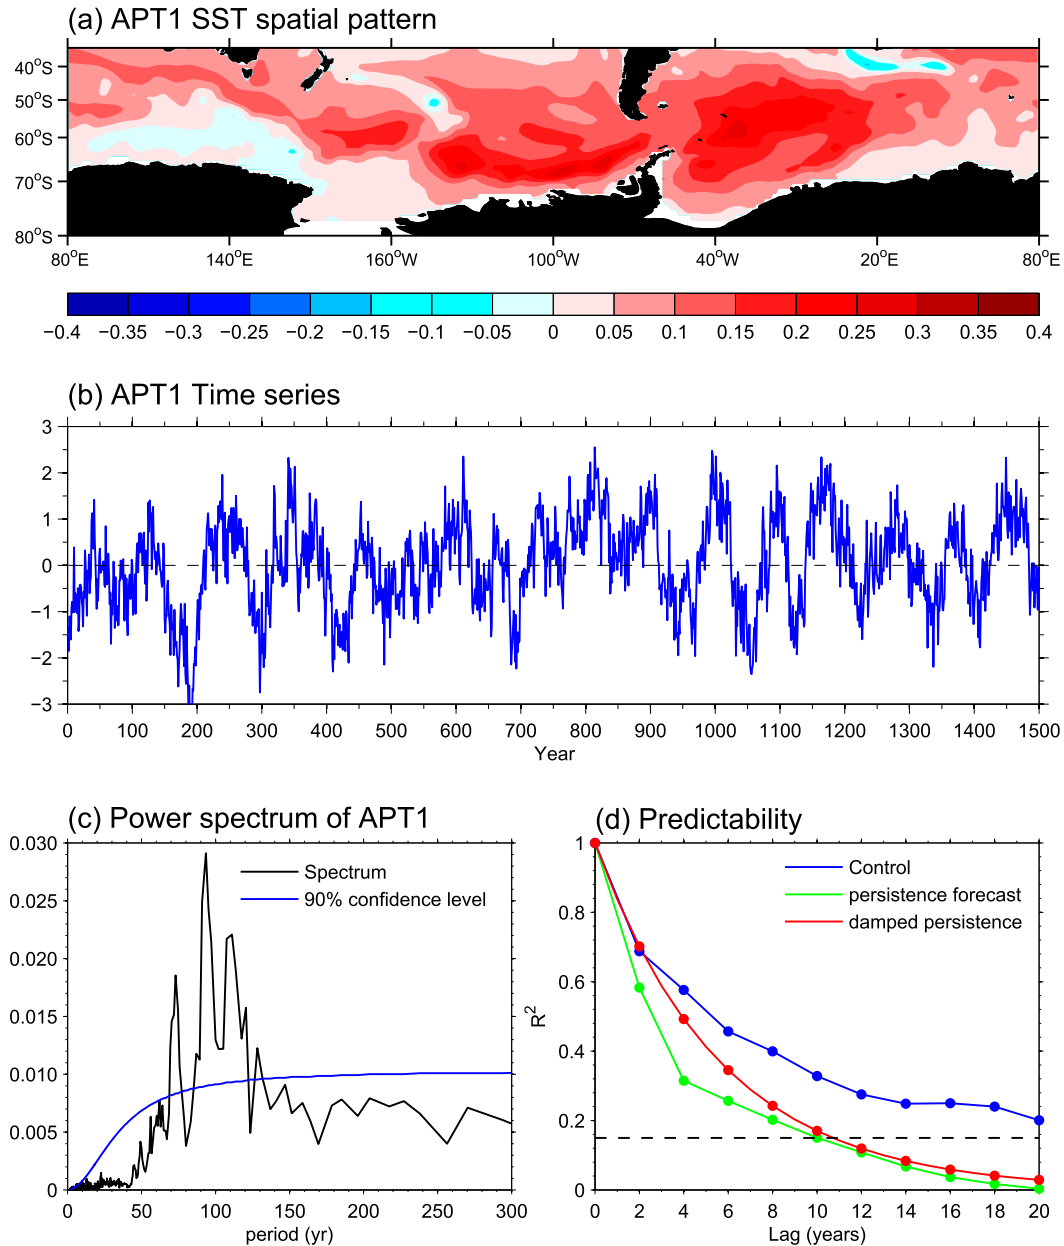 (a) APT1 SST spatial pattern
40°S
50°S
60°S
70°S
80°S
80°E 140°E 160°W 100°W 40°W 20°E 80°E
−0.4 −0.35 −0.3 −0.25 −0.2 −0.15 −0.1 −0.05 0 0.05 0.1 0.15 0.2 0.25 0.3 0.35 0.4
(b) APT1 Time series
3
2
1
0
−1
−2
−3
0 100 200 300 400 500 600 700 800 900 1000 1100 1200 1300 1400 1500
Year
(c) Power spectrum of APT1
0.030
0.025
0.020
0.015
0.010
0.005
0
Spectrum
90% confidence level
0 50 100 150 200 250 300
period (yr)
(d) Predictability
1
0.8
0.6
0.4
0.2
0
R²
Control
persistence forecast
damped persistence
0 2 4 6 8 10 12 14 16 18 20
Lag (years)